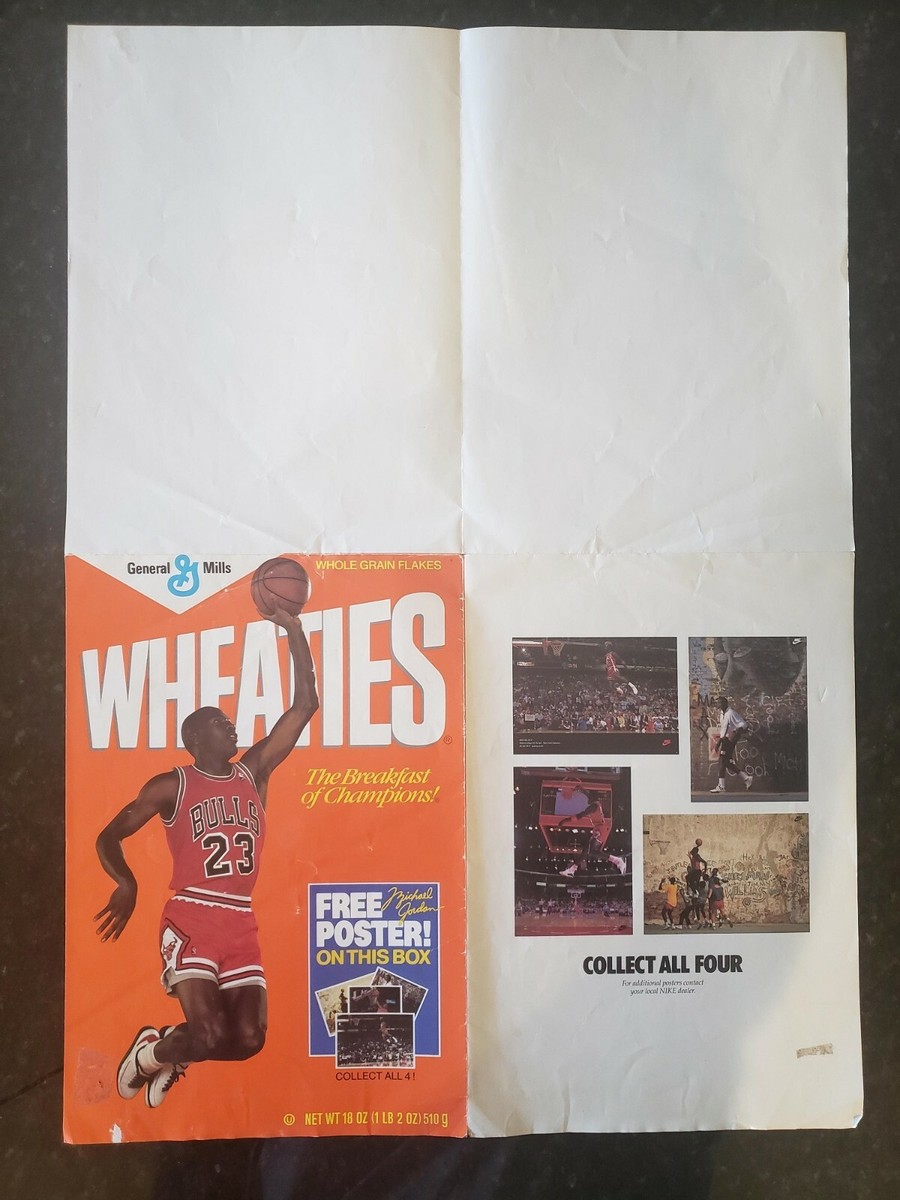 General Mills
WHOLE GRAIN FLAKES
WHEATIES®
The Breakfast
of Champions!®
BULLS
23
FREE Michael Jordan
POSTER!
ON THIS BOX
COLLECT ALL 4!
U NET WT 18 OZ (1 LB 2 OZ) 510 g
COLLECT ALL FOUR
For additional posters contact
your local NIKE dealer.